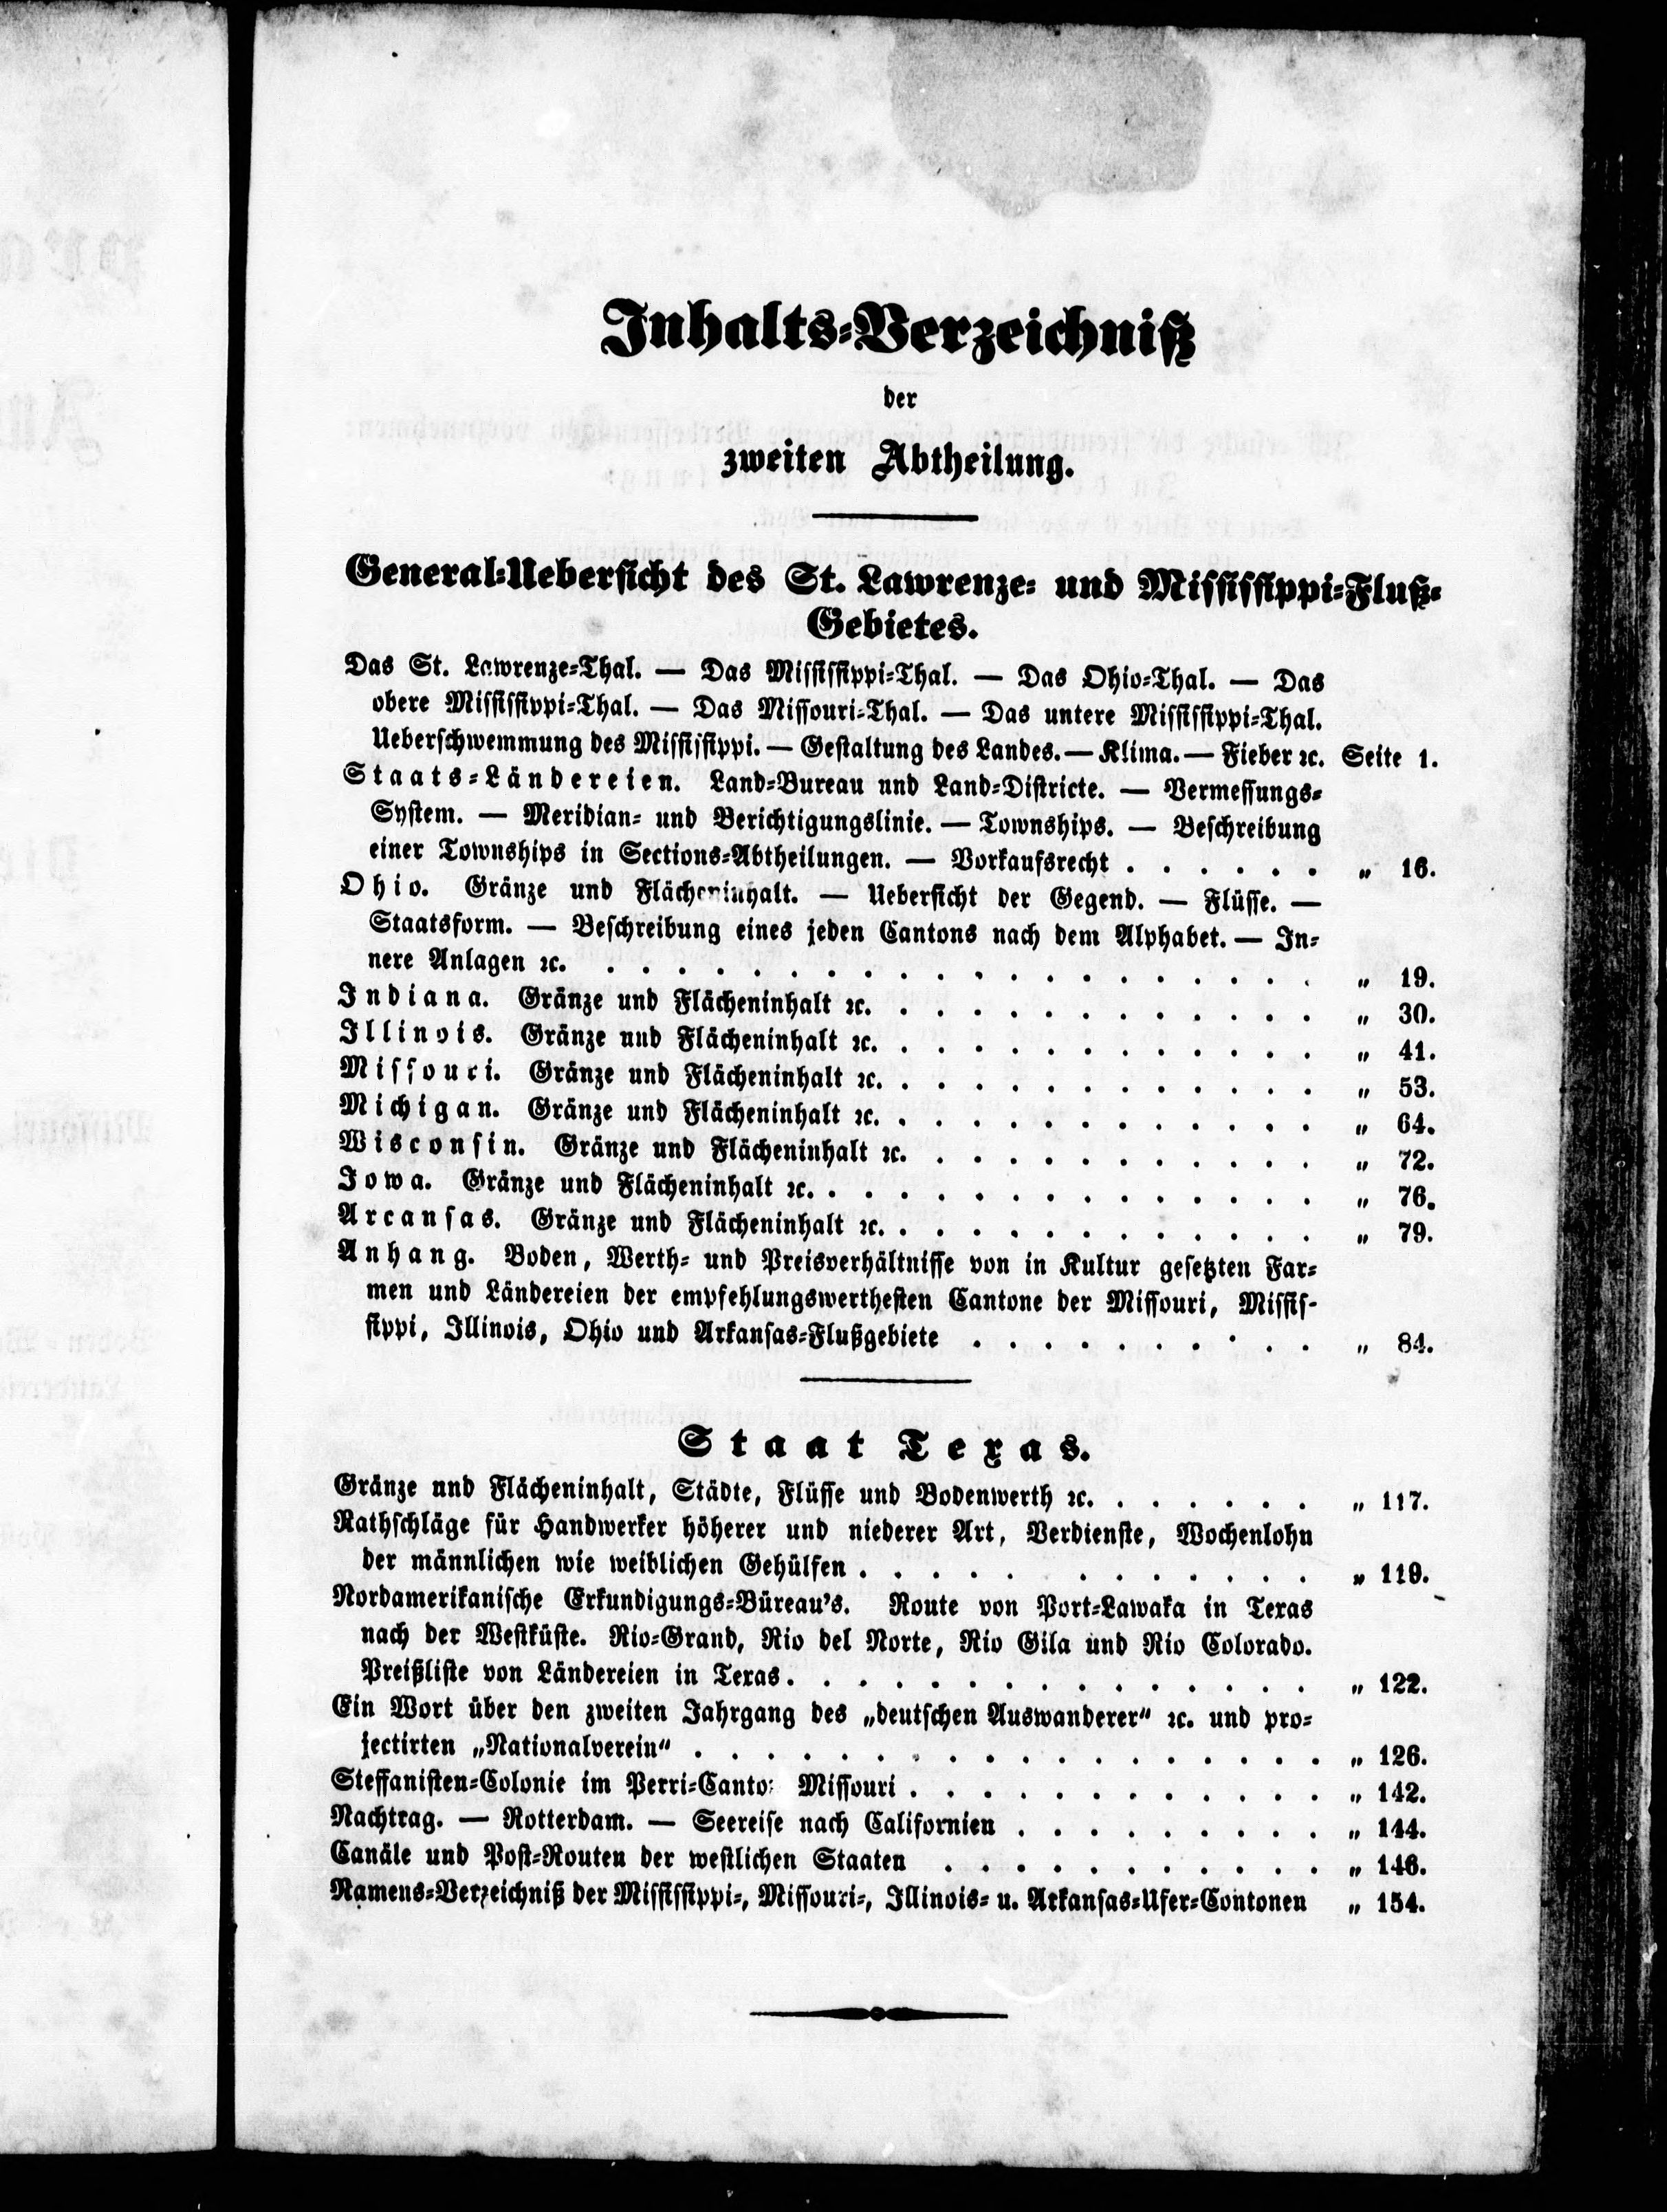 Inhalts-Verzeichniß
der
zweiten Abtheilung.
General-Uebersicht des St. Lawrenze- und Mississippi-Fluß-
Gebietes.
Das St. Lawrenze-Thal. — Das Mississippi-Thal. — Das Ohio-Thal. — Das
obere Mississippi-Thal. — Das Missouri-Thal. — Das untere Mississippi-Thal.
Ueberschwemmung des Mississippi. — Gestaltung des Landes. — Klima. — Fieber ꝛc. Seite 1.
Staats-Ländereien. Land-Bureau und Land-Districte. — Vermessungs-
System. — Meridian- und Berichtigungslinie. — Townships. — Beschreibung
einer Townships in Sections-Abtheilungen. — Vorkaufsrecht . . . . . . „ 16.
Ohio. Gränze und Flächeninhalt. — Uebersicht der Gegend. — Flüsse. —
Staatsform. — Beschreibung eines jeden Cantons nach dem Alphabet. — In-
nere Anlagen ꝛc. . . . . . . . . . . . . . . . . . . . . „ 19.
Indiana. Gränze und Flächeninhalt ꝛc. . . . . . . . . . . . . „ 30.
Illinois. Gränze und Flächeninhalt ꝛc. . . . . . . . . . . . . „ 41.
Missouri. Gränze und Flächeninhalt ꝛc. . . . . . . . . . . . . „ 53.
Michigan. Gränze und Flächeninhalt ꝛc. . . . . . . . . . . . . „ 64.
Wisconsin. Gränze und Flächeninhalt ꝛc. . . . . . . . . . . . „ 72.
Iowa. Gränze und Flächeninhalt ꝛc. . . . . . . . . . . . . . . „ 76.
Arcansas. Gränze und Flächeninhalt ꝛc. . . . . . . . . . . . . „ 79.
Anhang. Boden, Werth- und Preisverhältnisse von in Kultur gesetzten Far-
men und Ländereien der empfehlungswerthesten Cantone der Missouri, Missis-
sippi, Illinois, Ohio und Arkansas-Flußgebiete . . . . . . . . . . „ 84.
Staat Texas.
Gränze und Flächeninhalt, Städte, Flüsse und Bodenwerth ꝛc. . . . . . . „ 117.
Rathschläge für Handwerker höherer und niederer Art, Verdienste, Wochenlohn
der männlichen wie weiblichen Gehülfen . . . . . . . . . . . . „ 119.
Nordamerikanische Erkundigungs-Büreau's. Route von Port-Lawaka in Texas
nach der Westküste. Rio-Grand, Rio del Norte, Rio Gila und Rio Colorado.
Preißliste von Ländereien in Texas. . . . . . . . . . . . . . . „ 122.
Ein Wort über den zweiten Jahrgang des „deutschen Auswanderer“ ꝛc. und pro-
jectirten „Nationalverein“ . . . . . . . . . . . . . . . . . . „ 126.
Steffanisten-Colonie im Perri-Canto: Missouri . . . . . . . . . . . . „ 142.
Nachtrag. — Rotterdam. — Seereise nach Californien . . . . . . . . . „ 144.
Canäle und Post-Routen der westlichen Staaten . . . . . . . . . . . „ 146.
Namens-Verzeichniß der Mississippi-, Missouri-, Illinois- u. Arkansas-Ufer-Contonen „ 154.